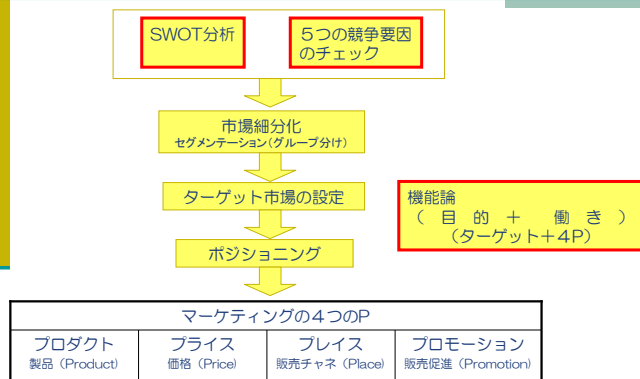 SWOT分析
５つの競争要因
のチェック
市場細分化
セグメンテーション(グループ分け)
ターゲット市場の設定
機能論
（　目　的　＋　働　き　）
（ターゲット＋４P）
ポジショニング
マーケティングの４つのP
プロダクト
製品（Product)
プライス
価格（Price)
プレイス
販売チャネ（Place)
プロモーション
販売促進（Promotion)